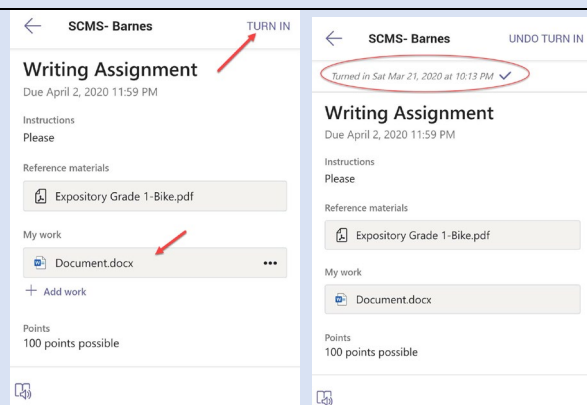 SCMS- Barnes TURN IN
Writing Assignment
Due April 2, 2020 11:59 PM
Instructions
Please
Reference materials
Expository Grade 1-Bike.pdf
My work
Document.docx
+ Add work
Points
100 points possible
SCMS- Barnes UNDO TURN IN
Turned in Sat Mar 21, 2020 at 10:13 PM
Writing Assignment
Due April 2, 2020 11:59 PM
Instructions
Please
Reference materials
Expository Grade 1-Bike.pdf
My work
Document.docx
Points
100 points possible